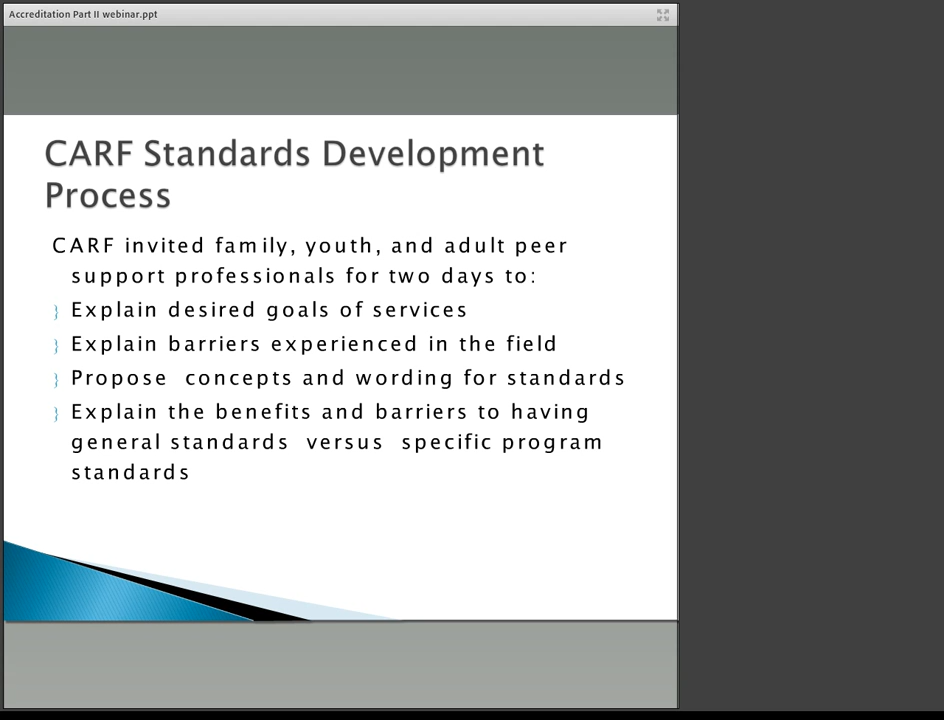 Accreditation Part II webinar.ppt
CARF Standards Development
Process
CARF invited family, youth, and adult peer
support professionals for two days to:
} Explain desired goals of services
} Explain barriers experienced in the field
} Propose concepts and wording for standards
} Explain the benefits and barriers to having
general standards versus specific program
standards